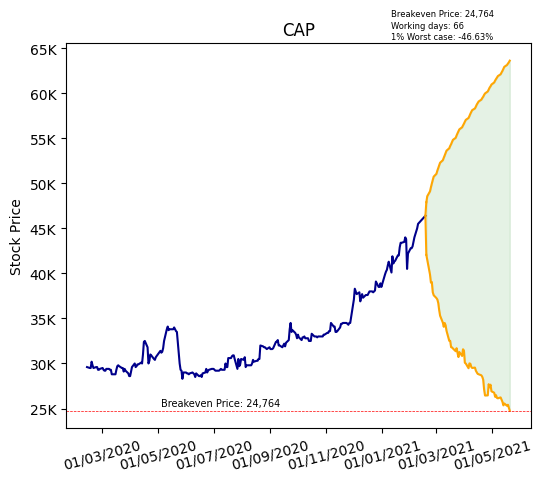 Breakeven Price: 24,764
Working days: 66
1% Worst case: -46.63%
CAP
65K
60K
55K
50K
45K
40K
35K
30K
25K
Stock Price
Breakeven Price: 24,764
01/03/2020
01/05/2020
01/07/2020
01/09/2020
01/11/2020
01/01/2021
01/03/2021
01/05/2021